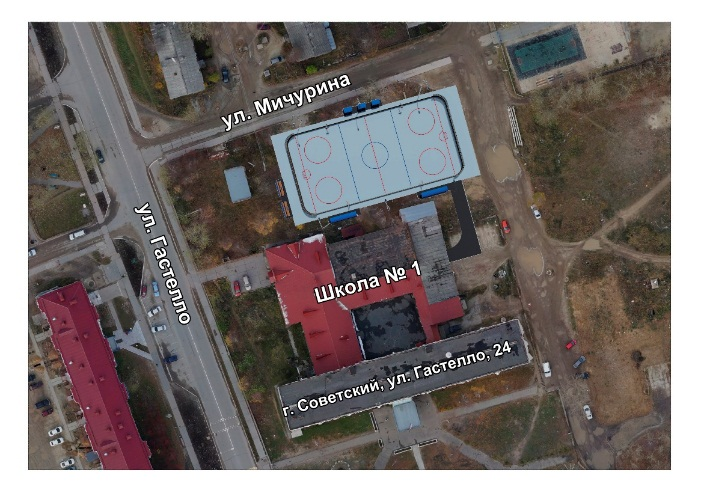 ул. Мичурина
ул. Гастелло
Школа № 1
г. Советский, ул. Гастелло, 24